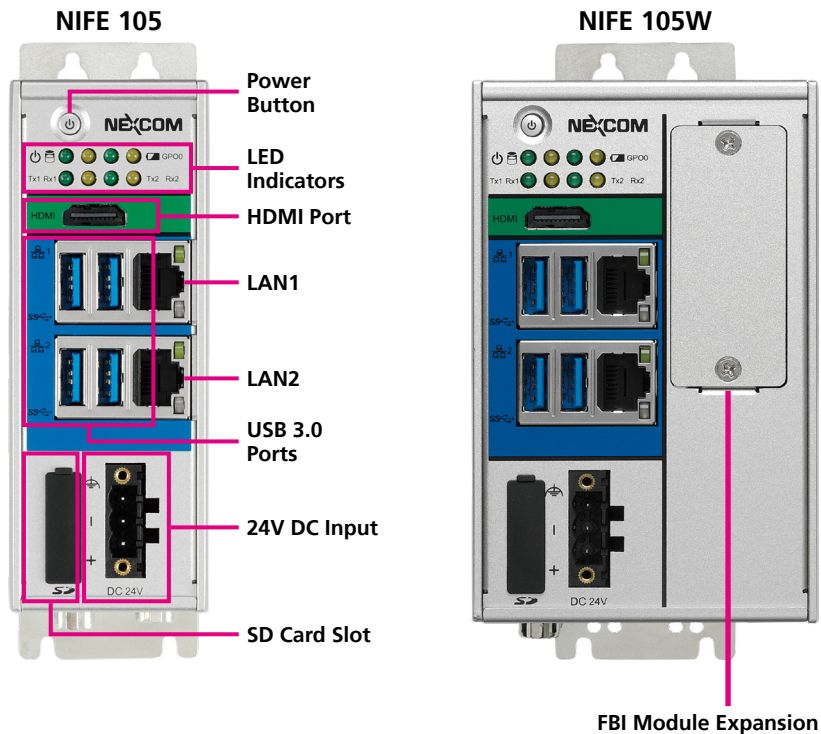 NIFE 105
NIFE 105W
Power
Button
LED
Indicators
HDMI Port
LAN1
LAN2
USB 3.0
Ports
24V DC Input
SD Card Slot
FBI Module Expansion
NEXCOM
GPO0
Tx1 Rx1
Tx2 Rx2
HDMI
1
SS
2
SS
−
+
SD
DC 24V
NEXCOM
GPO0
Tx1 Rx1
Tx2 Rx2
HDMI
1
SS
2
SS
−
+
SD
DC 24V